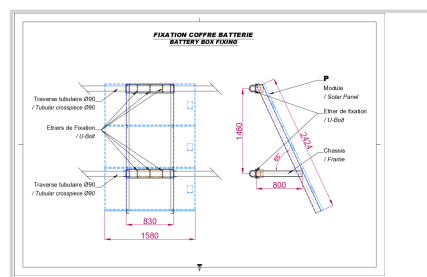 FIXATION COFFRE BATTERIE
BATTERY BOX FIXING
P
Module
/ Solar Panel
Traverse tubulaire Ø90
/ Tubular crosspiece Ø90
Etriers de Fixation
/ U-Bolt
Etrier de fixation
/ U-Bolt
1480
2424
65°
Chassis
/ Frame
Traverse tubulaire Ø90
/ Tubular crosspiece Ø90
800
830
1580